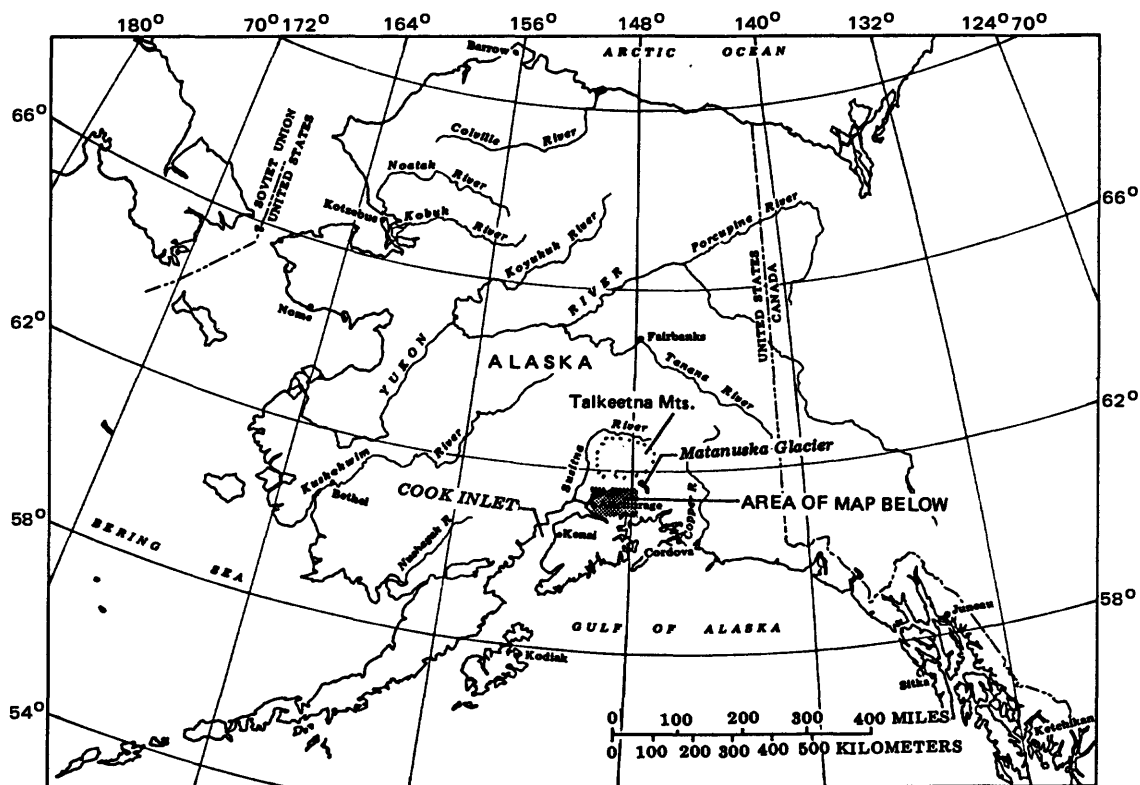 180° 70° 172° 164° 156° 148° 140° 132° 124° 70°
Barrow
ARCTIC OCEAN
66°
Colville River
SOVIET UNION
UNITED STATES
Noatak River
66°
Kotzebue
Kobuk River
Koyukuk River
Porcupine River
UNITED STATES
CANADA
Nome
YUKON RIVER
62°
Fairbanks
ALASKA
Tanana River
62°
Talkeetna Mts.
Susitna River
Matanuska Glacier
Kuskokwim River
Bethel
COOK INLET
AREA OF MAP BELOW
58°
Copper R.
Kenai
Nushagak R.
Cordova
BERING SEA
58°
Juneau
GULF OF ALASKA
Kodiak
Sitka
54°
0 100 200 300 400 MILES
0 100 200 300 400 500 KILOMETERS
Ketchikan